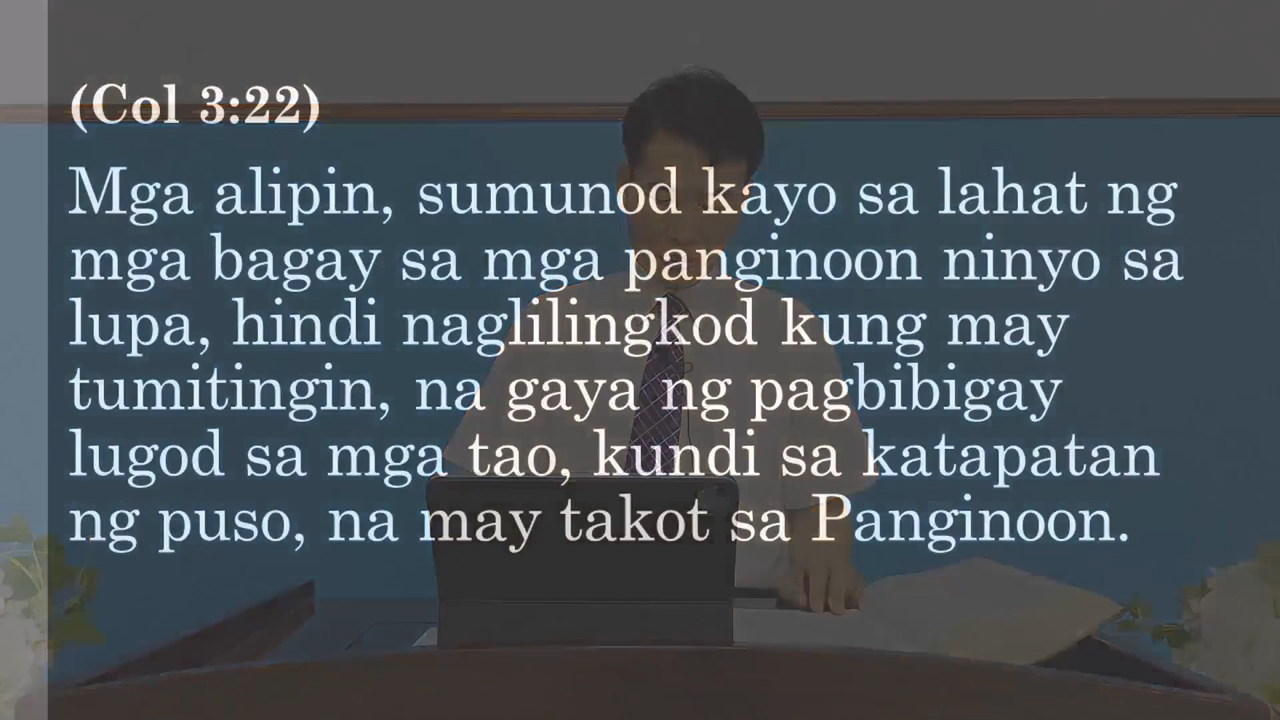 (Col 3:22)
Mga alipin, sumunod kayo sa lahat ng
mga bagay sa mga panginoon ninyo sa
lupa, hindi naglilingkod kung may
tumitingin, na gaya ng pagbibigay
lugod sa mga tao, kundi sa katapatan
ng puso, na may takot sa Panginoon.